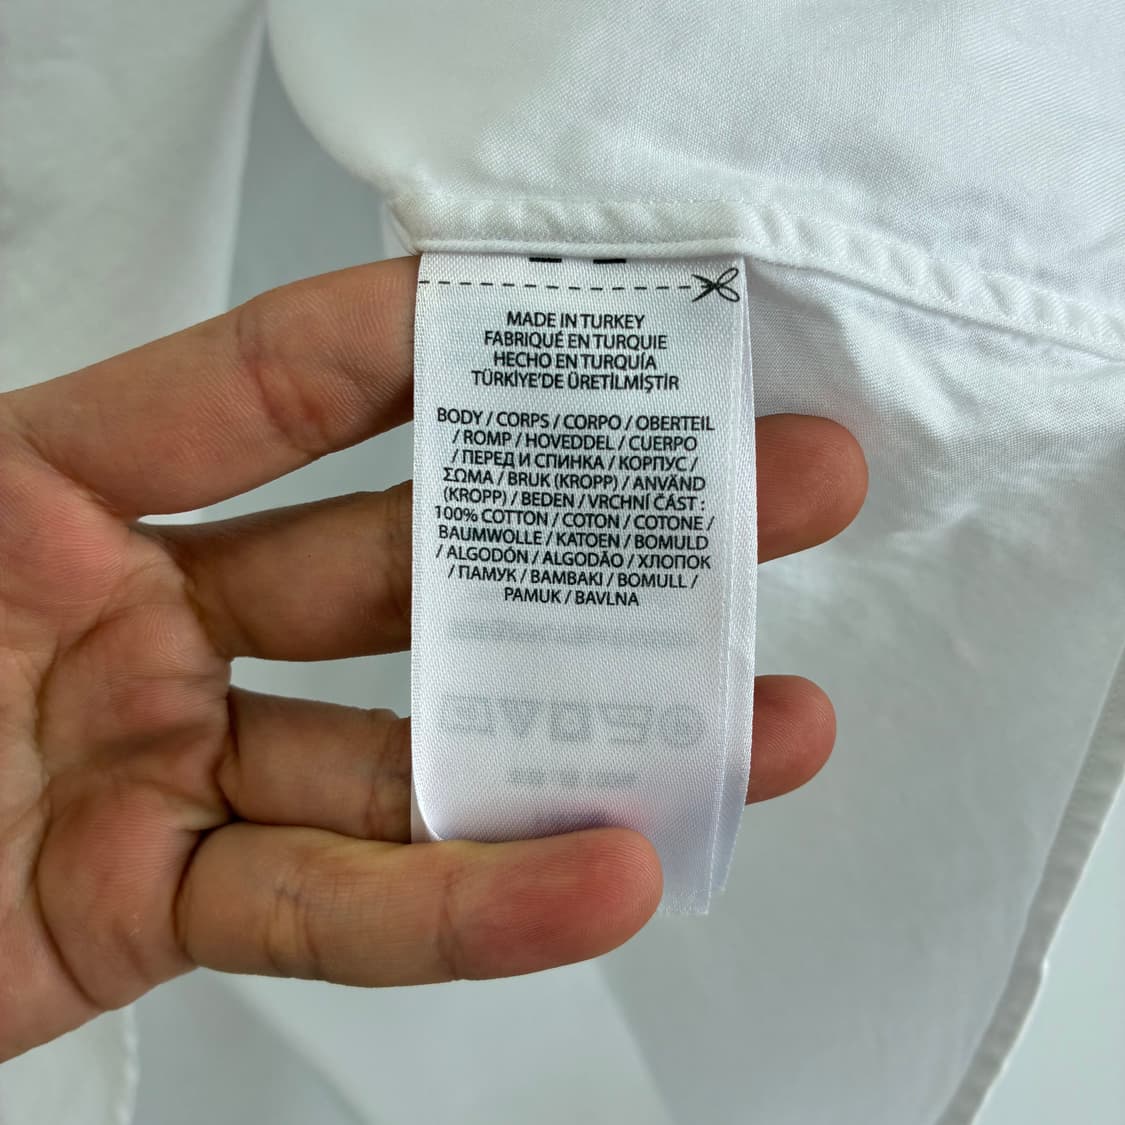 MADE IN TURKEY
FABRIQUÉ EN TURQUIE
HECHO EN TURQUÍA
TÜRKİYE'DE ÜRETİLMİŞTİR
BODY / CORPS / CORPO / OBERTEIL
/ ROMP / HOVEDDEL / CUERPO
/ ПЕРЕД И СПИНКА / КОРПУС /
ΣΩΜΑ / BRUK (KROPP) / ANVÄND
(KROPP) / BEDEN / VRCHNÍ ČÁST :
100% COTTON / COTON / COTONE /
BAUMWOLLE / KATOEN / BOMULD
/ ALGODÓN / ALGODÃO / ХЛОПОК
/ ПАМУК / ΒΑΜΒΑΚΙ / BOMULL /
PAMUK / BAVLNA